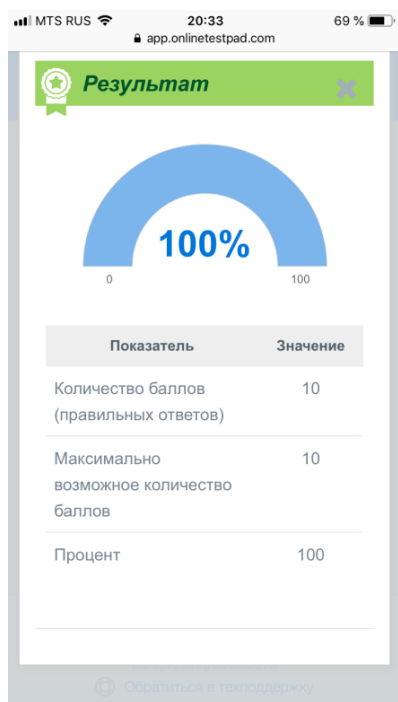 MTS RUS 20:33 69 %
app.onlinetestpad.com
Результат
100%
0 100
Показатель Значение
Количество баллов 10
(правильных ответов)
Максимально 10
возможное количество
баллов
Процент 100
Обратиться в техподдержку